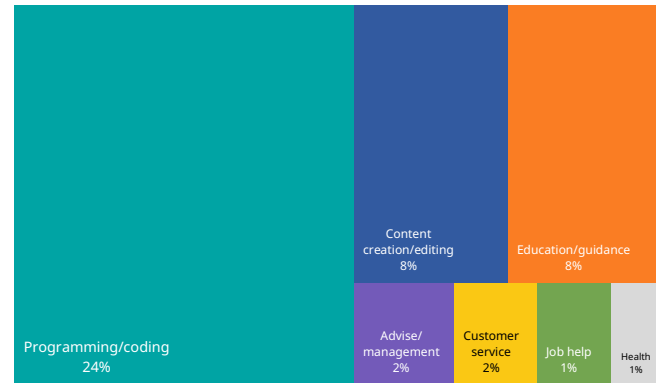 Programming/coding
24%
Content
creation/editing
8%
Education/guidance
8%
Advise/
management
2%
Customer
service
2%
Job help
1%
Health
1%